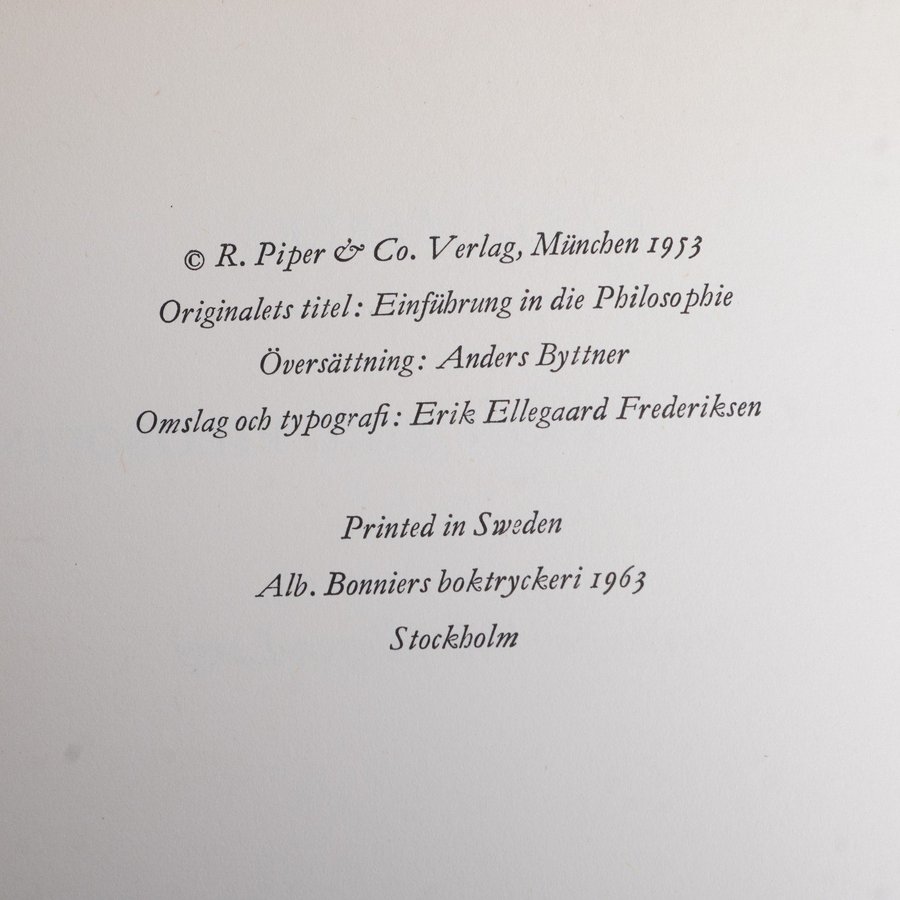 © R. Piper & Co. Verlag, München 1953
Originalets titel: Einführung in die Philosophie
Översättning: Anders Byttner
Omslag och typografi: Erik Ellegaard Frederiksen
Printed in Sweden
Alb. Bonniers boktryckeri 1963
Stockholm